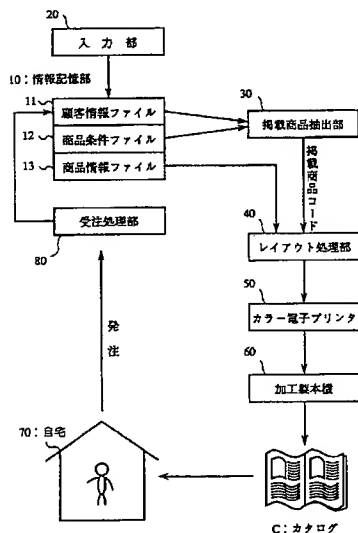 20
入力部
10:情報記憶部
11
顧客情報ファイル
12
商品条件ファイル
13
商品情報ファイル
30
掲載商品抽出部
掲載商品コード
40
レイアウト処理部
受注処理部
80
50
カラー電子プリンタ
発注
60
加工製本機
70:自宅
C:カタログ